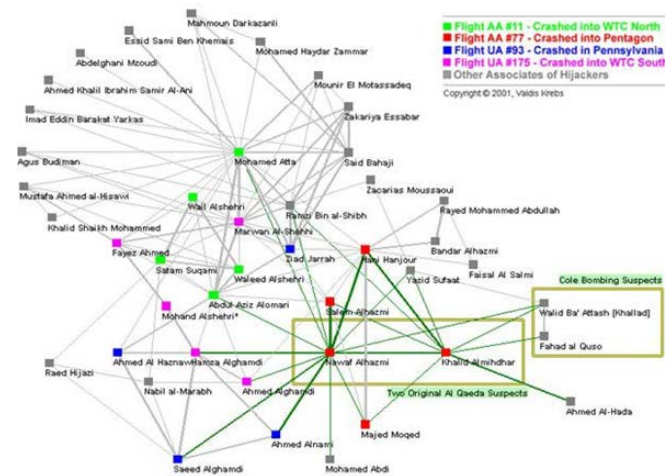 Mahmoun Darkazanli
Essid Sami Ben Khemais
Mohamed Haydar Zammar
Abdelghani Mzoudi
Mounir El Motassadeq
Ahmed Khalil Ibrahim Samir Al-Ani
Zakariya Essabar
Imad Eddin Barakat Yarkas
Agus Budiman
Mohamed Atta
Said Bahaji
Zacarias Moussaoui
Mustafa Ahmed al-Hisawi
Wail Alshehri
Ramzi Bin al-Shibh
Rayed Mohammed Abdullah
Khalid Shaikh Mohammed
Marwan Al-Shehhi
Fayez Ahmed
Ziad Jarrah
Hani Hanjour
Bandar Alhazmi
Satam Suqami
Waleed Alshehri
Yazid Sufaat
Faisal Al Salmi
Cole Bombing Suspects
Abdul Aziz Alomari
Salem Alhazmi
Walid Ba' Attash [Khallad]
Mohand Alshehri*
Fahad al Quso
Ahmed Al Haznawi
Hamza Alghamdi
Nawaf Alhazmi
Khalid Almihdhar
Raed Hijazi
Nabil al-Marabh
Ahmed Alghamdi
Two Original Al Qaeda Suspects
Ahmed Al-Hada
Ahmed Alnami
Majed Moqed
Saeed Alghamdi
Mohamed Abdi
Flight AA #11 - Crashed into WTC North
Flight AA #77 - Crashed into Pentagon
Flight UA #93 - Crashed in Pennsylvania
Flight UA #175 - Crashed into WTC South
Other Associates of Hijackers
Copyright © 2001, Valdis Krebs